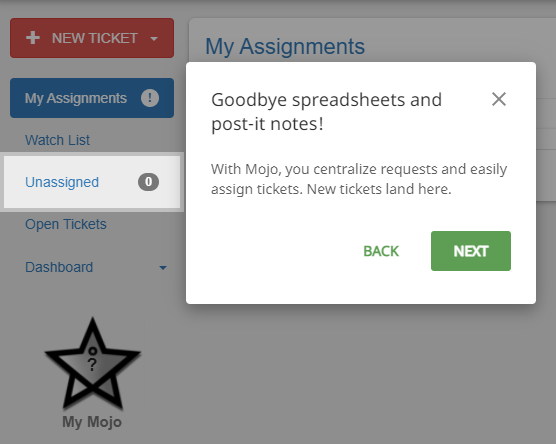 NEW TICKET
My Assignments
My Assignments !
Watch List
Unassigned 0
Open Tickets
Dashboard
Goodbye spreadsheets and
post-it notes!
With Mojo, you centralize requests and easily
assign tickets. New tickets land here.
BACK NEXT
?
My Mojo